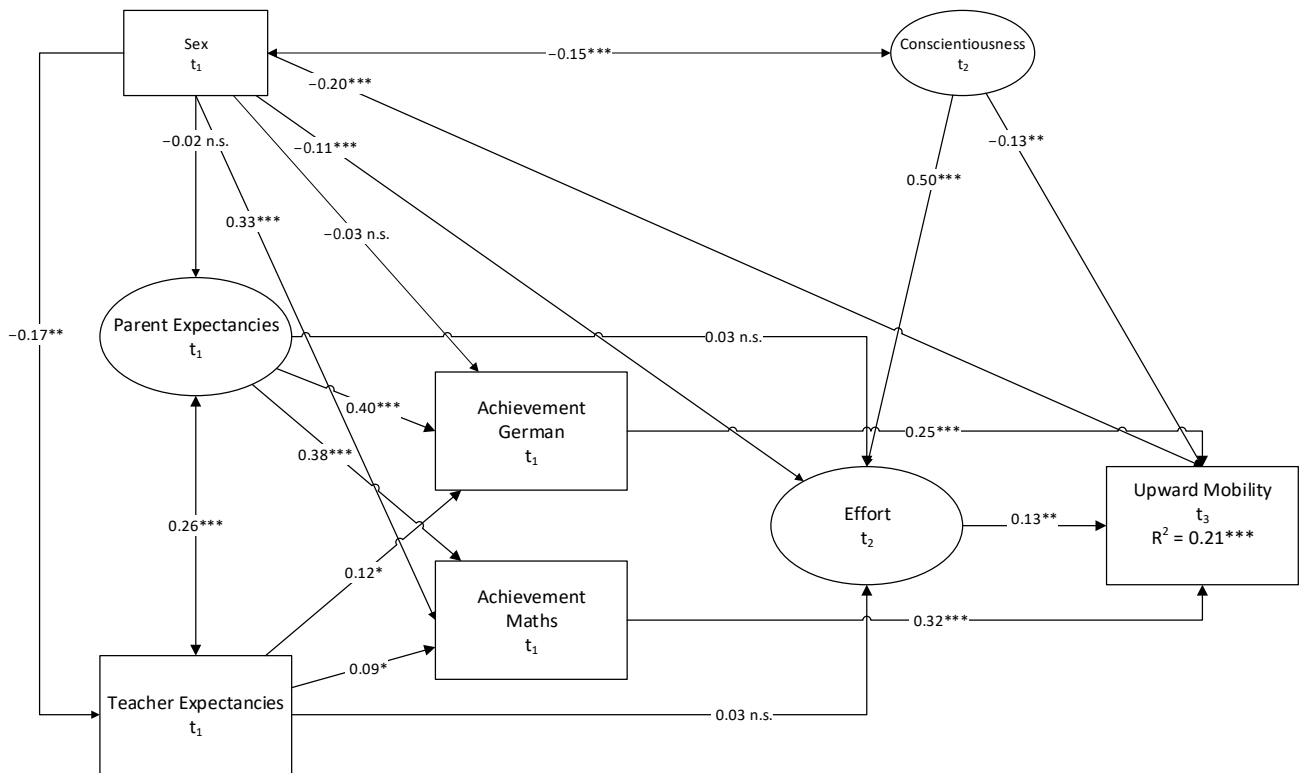 Sex
t₁
Conscientiousness
t₂
−0.15***
−0.20***
−0.02 n.s.
−0.11***
−0.13**
0.50***
0.33***
−0.03 n.s.
−0.17**
Parent Expectancies
t₁
0.03 n.s.
0.40***
0.38***
Achievement
German
t₁
0.25***
Upward Mobility
t₃
R² = 0.21***
Effort
t₂
0.13**
0.26***
0.12*
Achievement
Maths
t₁
0.32***
0.09*
Teacher Expectancies
t₁
0.03 n.s.